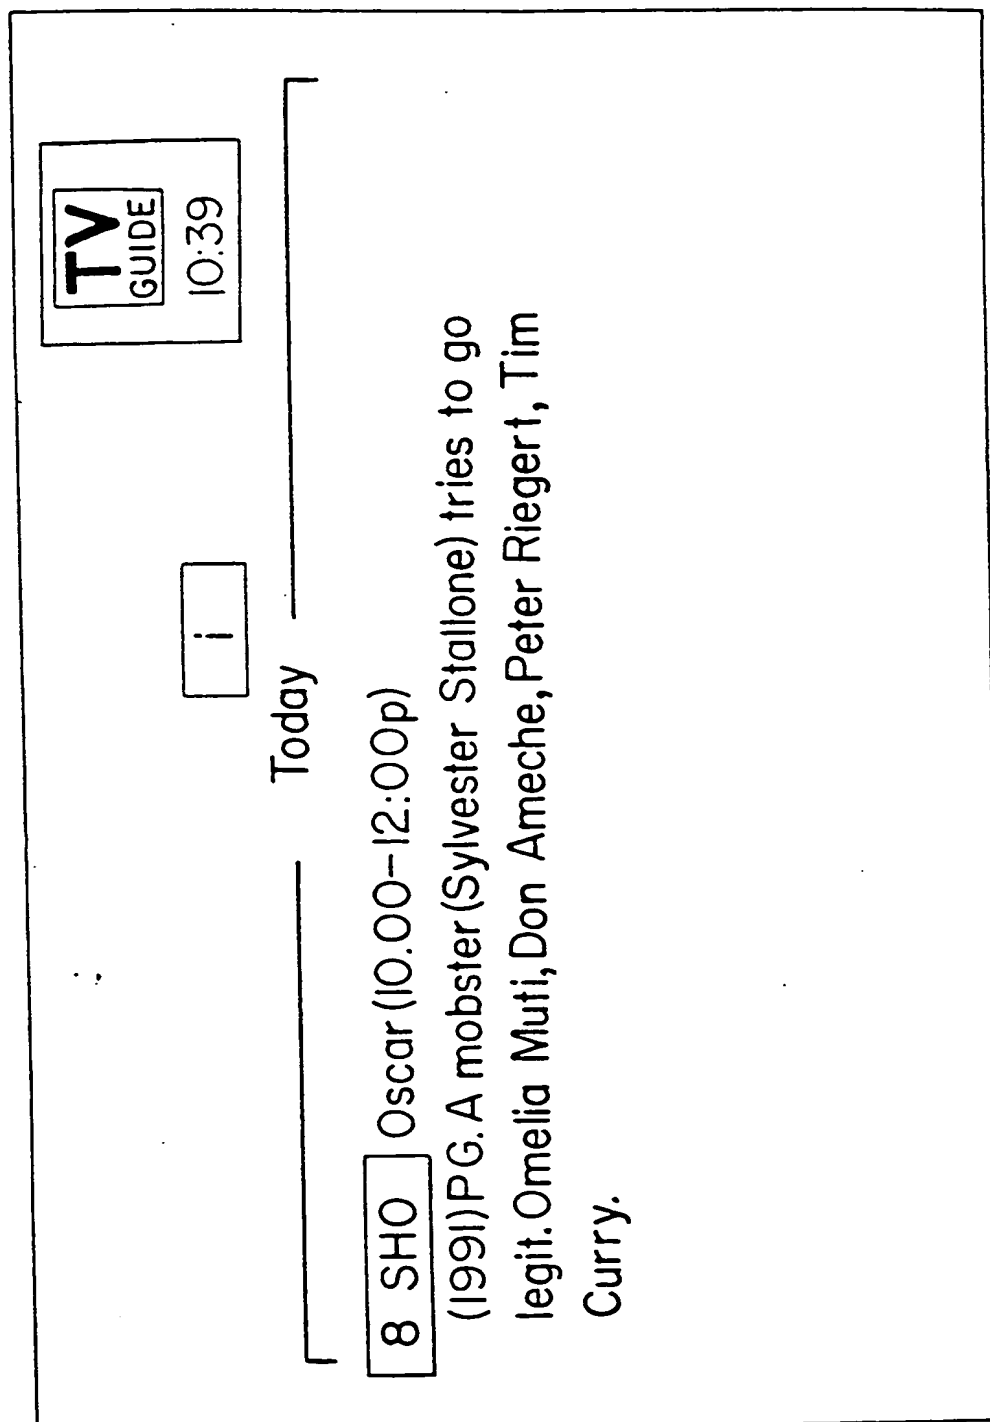 TV
GUIDE
10:39
i
Today
8 SHO Oscar (10.00-12:00p)
(1991) PG. A mobster (Sylvester Stallone) tries to go
legit. Omelia Muti, Don Ameche, Peter Riegert, Tim
Curry.